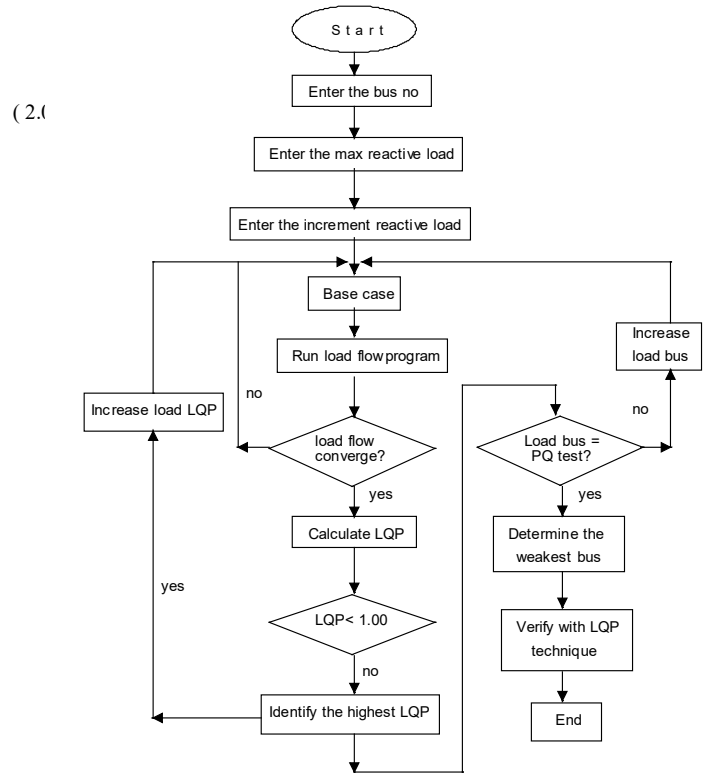 S t a r t
Enter the bus no
( 2.0
Enter the max reactive load
Enter the increment reactive load
Base case
Run load flow program
Increase
load bus
Increase load LQP
no
no
load flow
converge?
Load bus =
PQ test?
yes
yes
Calculate LQP
Determine the
weakest bus
yes
LQP< 1.00
Verify with LQP
technique
no
Identify the highest LQP
End